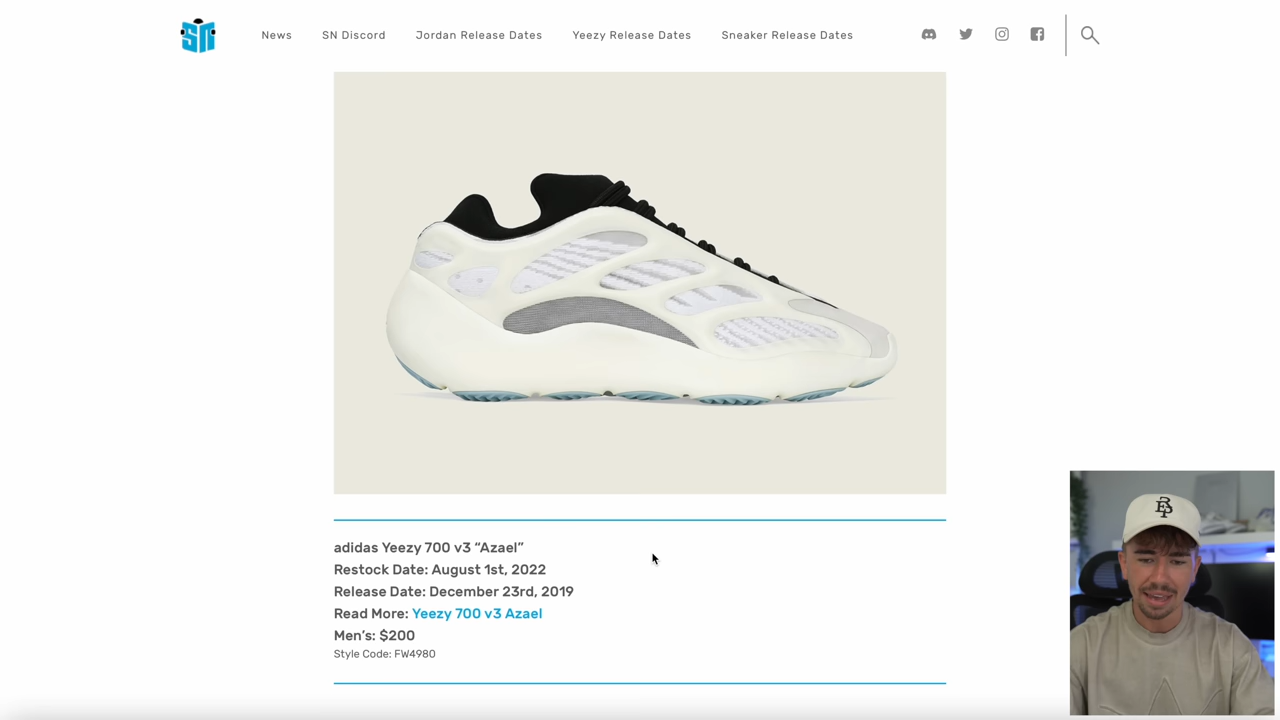 SN
News
SN Discord
Jordan Release Dates
Yeezy Release Dates
Sneaker Release Dates
adidas Yeezy 700 v3 “Azael”
Restock Date: August 1st, 2022
Release Date: December 23rd, 2019
Read More: Yeezy 700 v3 Azael
Men’s: $200
Style Code: FW4980